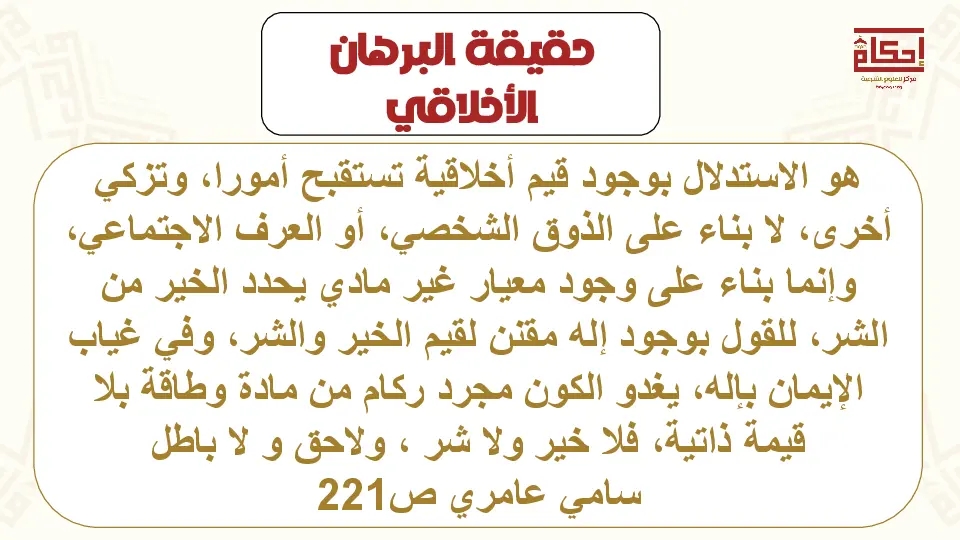 حقيقة البرهان
الأخلاقي
إحكام
مركز للعلوم الشرعية
هو الاستدلال بوجود قيم أخلاقية تستقبح أمورا، وتزكي
أخرى، لا بناء على الذوق الشخصي، أو العرف الاجتماعي،
وإنما بناء على وجود معيار غير مادي يحدد الخير من
الشر، للقول بوجود إله مقنن لقيم الخير والشر، وفي غياب
الإيمان بإله، يغدو الكون مجرد ركام من مادة وطاقة بلا
قيمة ذاتية، فلا خير ولا شر ، ولاحق و لا باطل
سامي عامري ص221